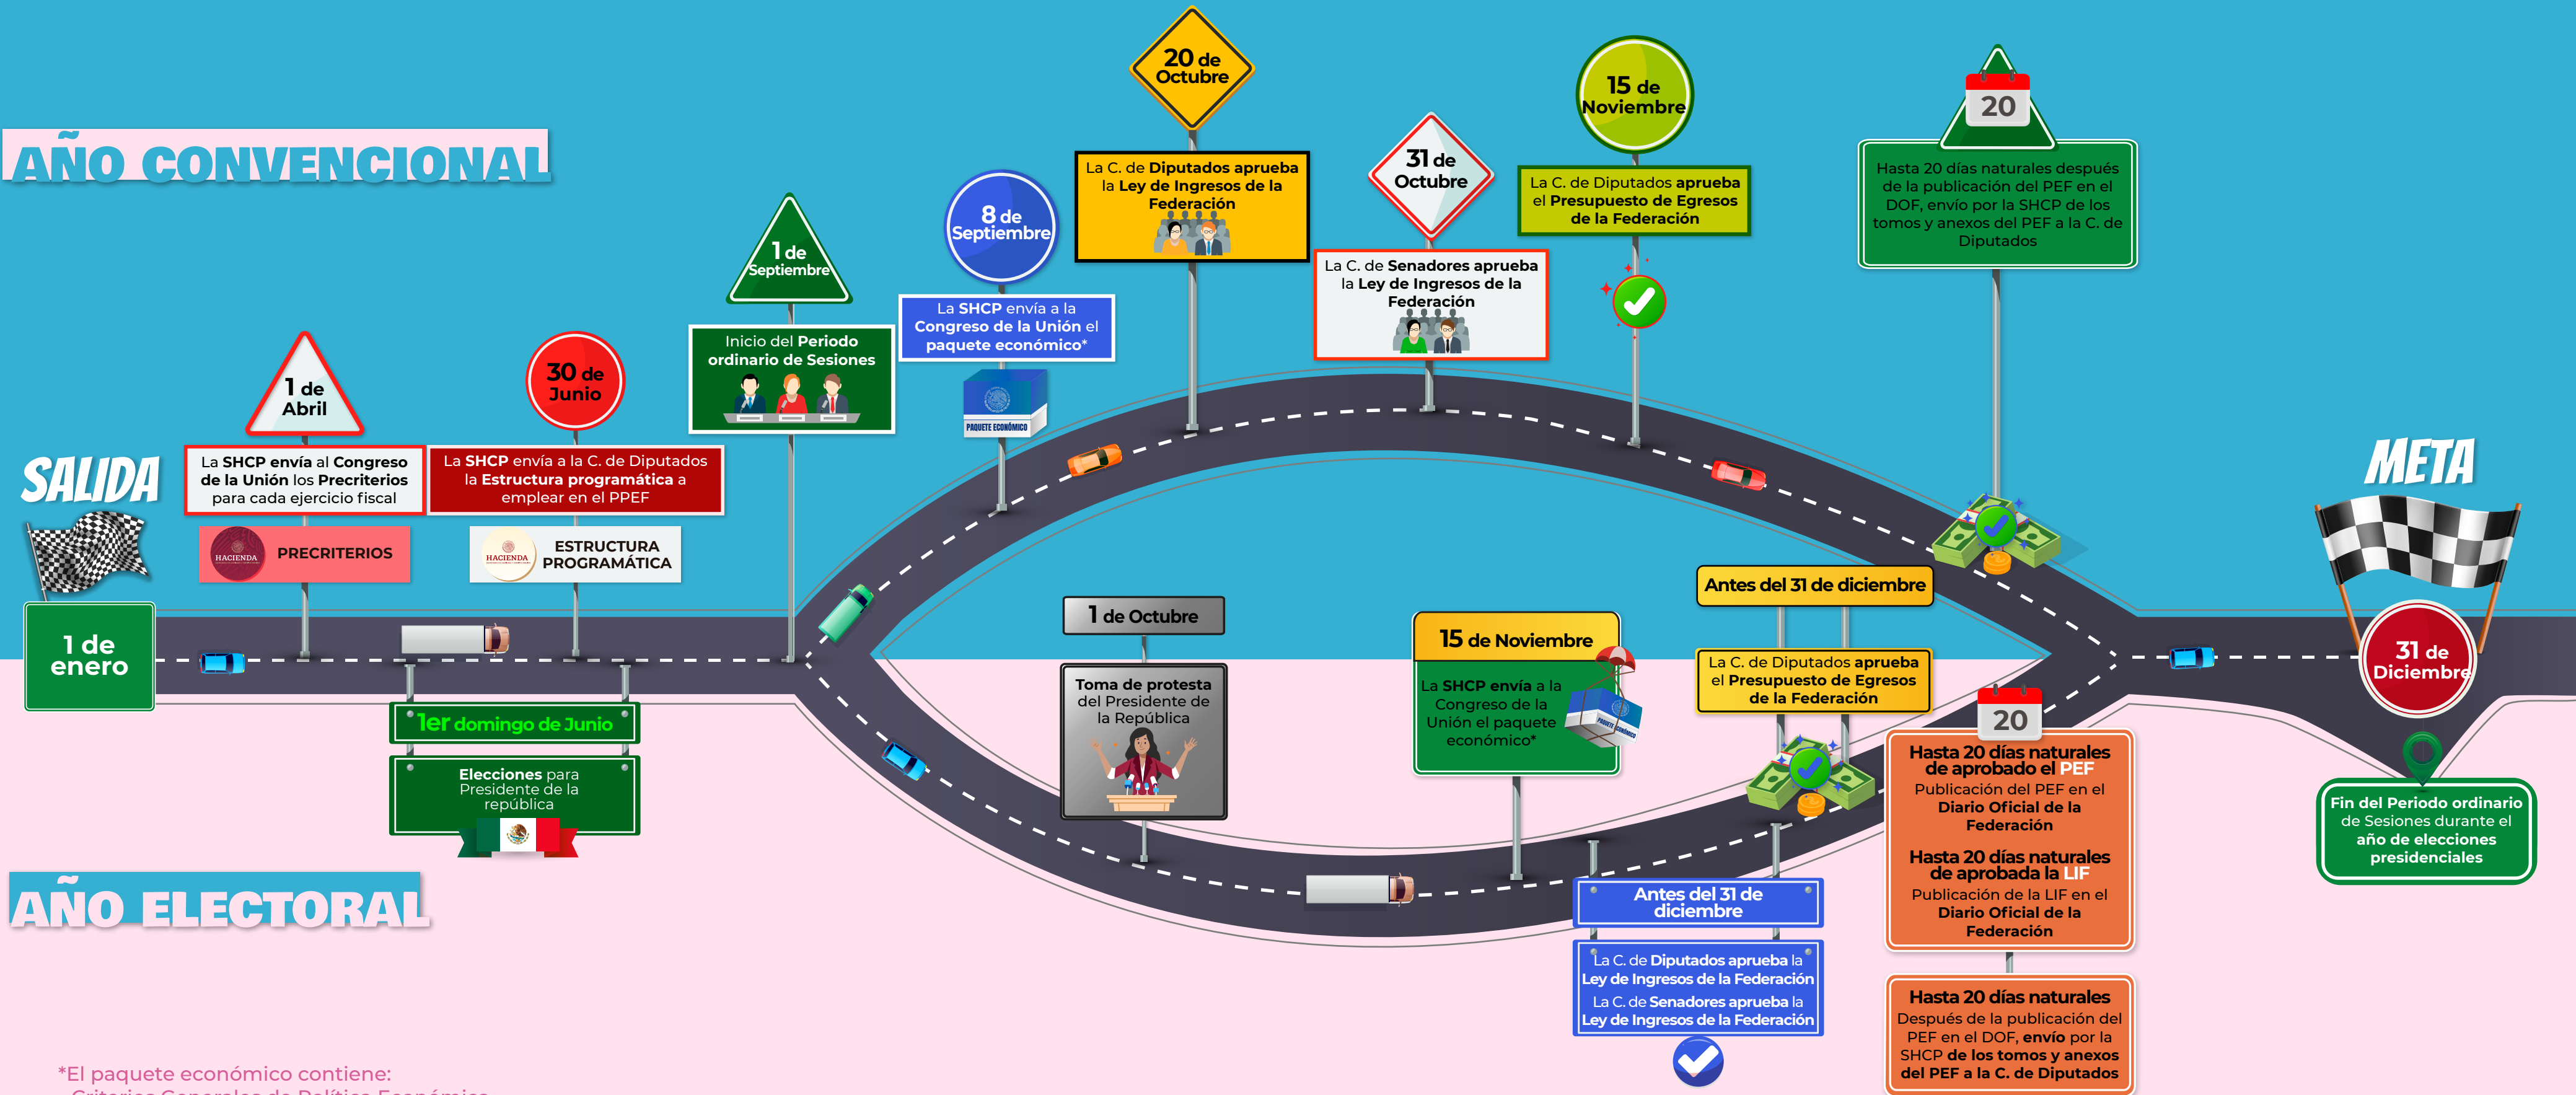 AÑO CONVENCIONAL
SALIDA
1 de
enero
1 de
Abril
La SHCP envía al Congreso
de la Unión los Precriterios
para cada ejercicio fiscal
HACIENDA
PRECRITERIOS
30 de
Junio
La SHCP envía a la C. de Diputados
la Estructura programática a
emplear en el PPEF
HACIENDA
ESTRUCTURA
PROGRAMÁTICA
1 de
Septiembre
Inicio del Periodo
ordinario de Sesiones
8 de
Septiembre
La SHCP envía a la
Congreso de la Unión el
paquete económico*
PAQUETE ECONÓMICO
20 de
Octubre
La C. de Diputados aprueba
la Ley de Ingresos de la
Federación
31 de
Octubre
La C. de Senadores aprueba
la Ley de Ingresos de la
Federación
15 de
Noviembre
La C. de Diputados aprueba
el Presupuesto de Egresos
de la Federación
20
Hasta 20 días naturales después
de la publicación del PEF en el
DOF, envío por la SHCP de los
tomos y anexos del PEF a la C. de
Diputados
META
31 de
Diciembre
Fin del Periodo ordinario
de Sesiones durante el
año de elecciones
presidenciales
1er domingo de Junio
Elecciones para
Presidente de la
república
AÑO ELECTORAL
1 de Octubre
Toma de protesta
del Presidente de
la República
15 de Noviembre
La SHCP envía a la
Congreso de la
Unión el paquete
económico*
PAQUETE ECONÓMICO
Antes del 31 de diciembre
La C. de Diputados aprueba
el Presupuesto de Egresos
de la Federación
Antes del 31 de
diciembre
La C. de Diputados aprueba la
Ley de Ingresos de la Federación
La C. de Senadores aprueba la
Ley de Ingresos de la Federación
20
Hasta 20 días naturales
de aprobado el PEF
Publicación del PEF en el
Diario Oficial de la
Federación
Hasta 20 días naturales
de aprobada la LIF
Publicación de la LIF en el
Diario Oficial de la
Federación
Hasta 20 días naturales
Después de la publicación del
PEF en el DOF, envío por la
SHCP de los tomos y anexos
del PEF a la C. de Diputados
*El paquete económico contiene:
Criterios Generales de Política Económica